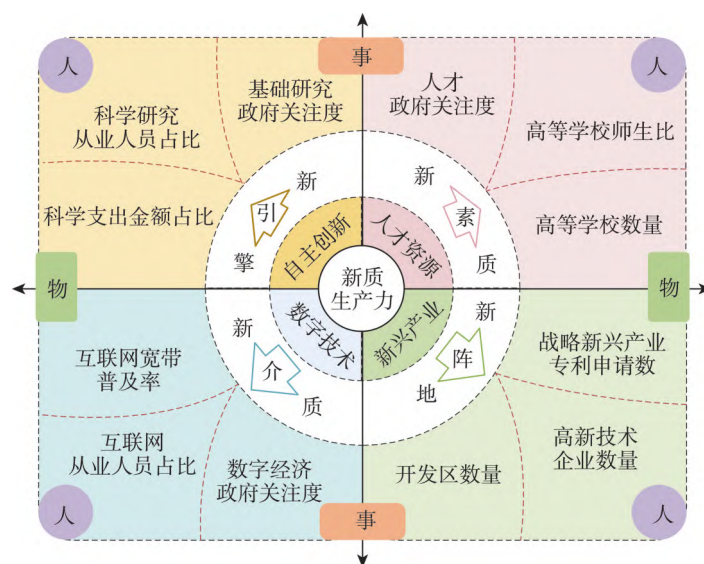 人
事
人
基础研究
政府关注度
人才
政府关注度
科学研究
从业人员占比
高等学校师生比
科学支出金额占比
高等学校数量
新
引
擎
新
素
质
自主创新
人才资源
物
新质
生产力
物
数字技术
新兴产业
新
介
质
新
阵
地
互联网宽带
普及率
战略新兴产业
专利申请数
互联网
从业人员占比
高新技术
企业数量
数字经济
政府关注度
开发区数量
人
事
人